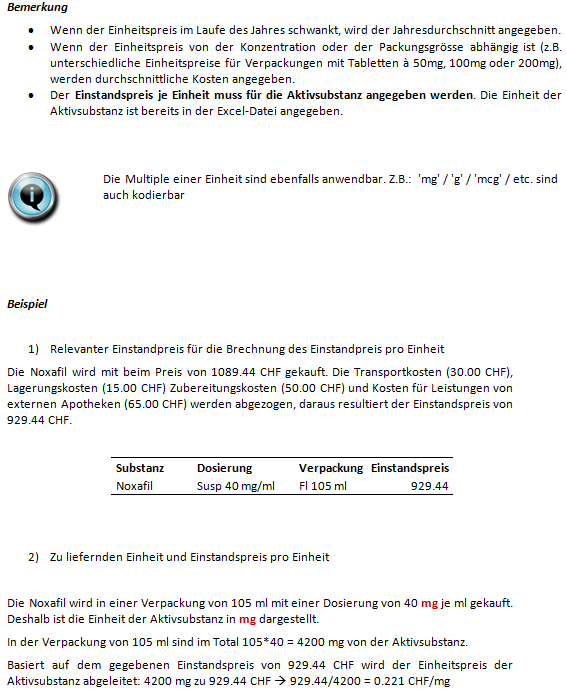 Bemerkung
• Wenn der Einheitspreis im Laufe des Jahres schwankt, wird der Jahresdurchschnitt angegeben.
• Wenn der Einheitspreis von der Konzentration oder der Packungsgrösse abhängig ist (z.B.
unterschiedliche Einheitspreise für Verpackungen mit Tabletten à 50mg, 100mg oder 200mg),
werden durchschnittliche Kosten angegeben.
• Der Einstandspreis je Einheit muss für die Aktivsubstanz angegeben werden. Die Einheit der
Aktivsubstanz ist bereits in der Excel-Datei angegeben.
Die Multiple einer Einheit sind ebenfalls anwendbar. Z.B.: 'mg' / 'g' / 'mcg' / etc. sind
auch kodierbar
Beispiel
1) Relevanter Einstandpreis für die Brechnung des Einstandpreis pro Einheit
Die Noxafil wird mit beim Preis von 1089.44 CHF gekauft. Die Transportkosten (30.00 CHF),
Lagerungskosten (15.00 CHF) Zubereitungskosten (50.00 CHF) und Kosten für Leistungen von
externen Apotheken (65.00 CHF) werden abgezogen, daraus resultiert der Einstandspreis von
929.44 CHF.
Substanz Dosierung Verpackung Einstandspreis
Noxafil Susp 40 mg/ml Fl 105 ml 929.44
2) Zu liefernden Einheit und Einstandspreis pro Einheit
Die Noxafil wird in einer Verpackung von 105 ml mit einer Dosierung von 40 mg je ml gekauft.
Deshalb ist die Einheit der Aktivsubstanz in mg dargestellt.
In der Verpackung von 105 ml sind im Total 105*40 = 4200 mg von der Aktivsubstanz.
Basiert auf dem gegebenen Einstandspreis von 929.44 CHF wird der Einheitspreis der
Aktivsubstanz abgeleitet: 4200 mg zu 929.44 CHF → 929.44/4200 = 0.221 CHF/mg